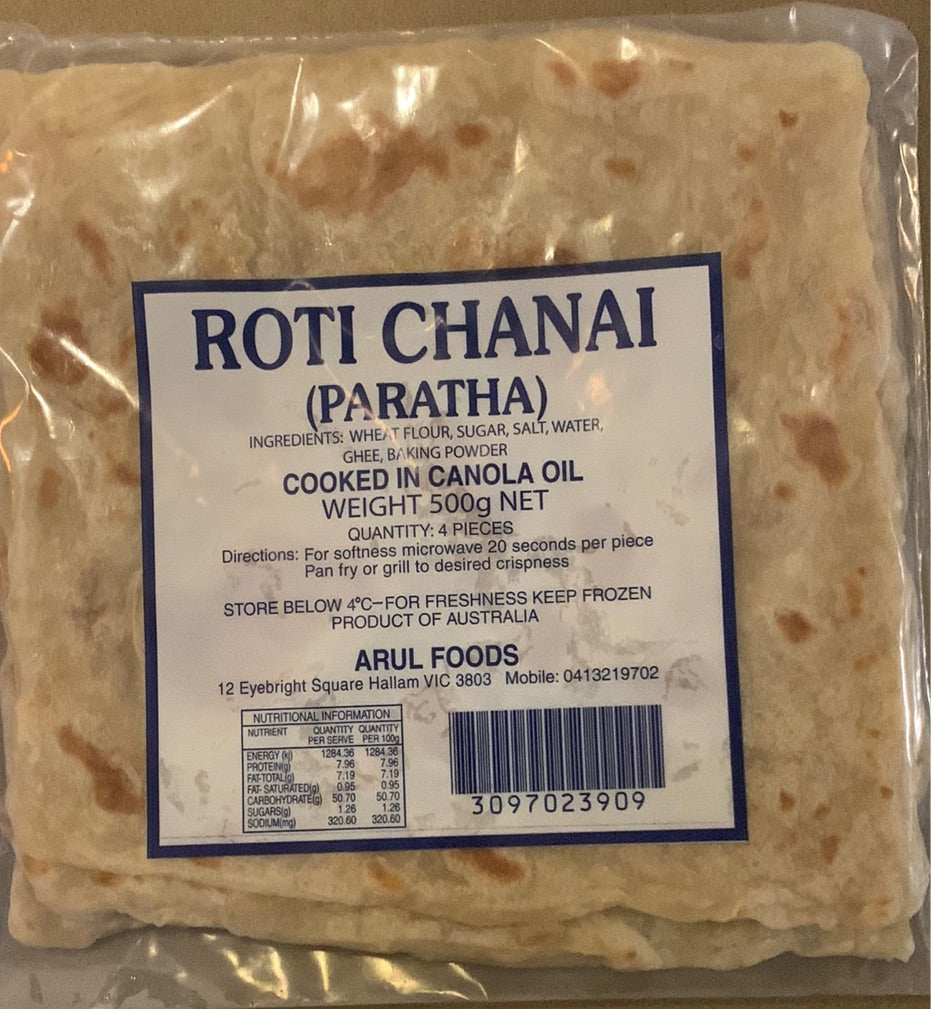 ROTI CHANAI
(PARATHA)
INGREDIENTS: WHEAT FLOUR, SUGAR, SALT, WATER,
GHEE, BAKING POWDER
COOKED IN CANOLA OIL
WEIGHT 500g NET
QUANTITY: 4 PIECES
Directions: For softness microwave 20 seconds per piece
Pan fry or grill to desired crispness
STORE BELOW 4°C-FOR FRESHNESS KEEP FROZEN
PRODUCT OF AUSTRALIA
ARUL FOODS
12 Eyebright Square Hallam VIC 3803 Mobile: 0413219702
NUTRITIONAL INFORMATION
NUTRIENT QUANTITY QUANTITY
PER SERVE PER 100g
ENERGY (kj) 1284.36 1284.36
PROTEIN(g) 7.96 7.96
FAT-TOTAL(g) 7.19 7.19
FAT- SATURATED(g) 0.95 0.95
CARBOHYDRATE(g) 50.70 50.70
SUGARS(g) 1.26 1.26
SODIUM(mg) 320.60 320.60
3097023909